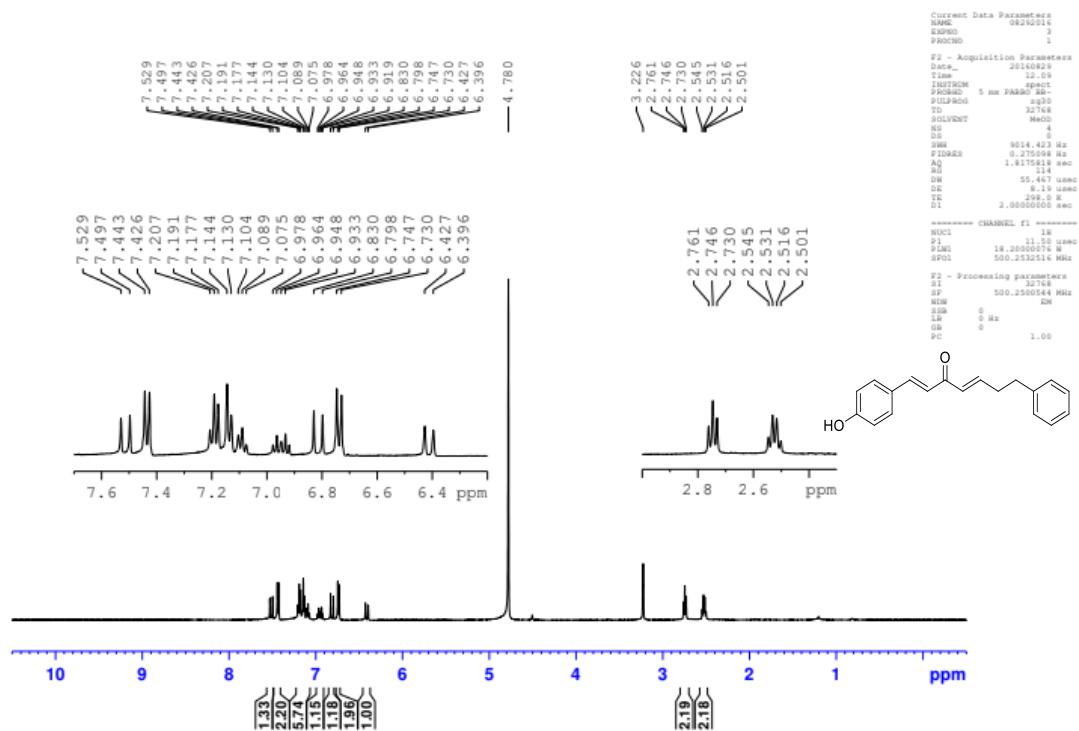 Current Data Parameters
NAME 08292016
EXPNO 3
PROCNO 1
F2 - Acquisition Parameters
Date_ 20160829
Time 12.09
INSTRUM spect
PROBHD 5 mm PABBO BB-
PULPROG zg30
TD 32768
SOLVENT MeOD
NS 4
DS 0
SWH 9014.423 Hz
FIDRES 0.275098 Hz
AQ 1.8175818 sec
RG 114
DW 55.467 usec
DE 8.19 usec
TE 298.0 K
D1 2.00000000 sec
======== CHANNEL f1 ========
NUC1 1H
P1 11.50 usec
PLW1 18.20000076 W
SFO1 500.2532516 MHz
F2 - Processing parameters
SI 32768
SF 500.2500544 MHz
WDW EM
SSB 0
LB 0 Hz
GB 0
PC 1.00
7.529
7.497
7.443
7.426
7.207
7.191
7.177
7.144
7.130
7.104
7.089
7.075
6.978
6.964
6.948
6.933
6.919
6.830
6.798
6.747
6.730
6.427
6.396
4.780
3.226
2.761
2.746
2.730
2.545
2.531
2.516
2.501
7.529
7.497
7.443
7.426
7.207
7.191
7.177
7.144
7.130
7.104
7.089
7.075
6.978
6.964
6.948
6.933
6.830
6.798
6.747
6.730
6.427
6.396
2.761
2.746
2.730
2.545
2.531
2.516
2.501
7.6 7.4 7.2 7.0 6.8 6.6 6.4 ppm
2.8 2.6 ppm
O
HO
10 9 8 7 6 5 4 3 2 1 ppm
1.33
2.20
5.74
1.15
1.18
1.96
1.00
2.19
2.18